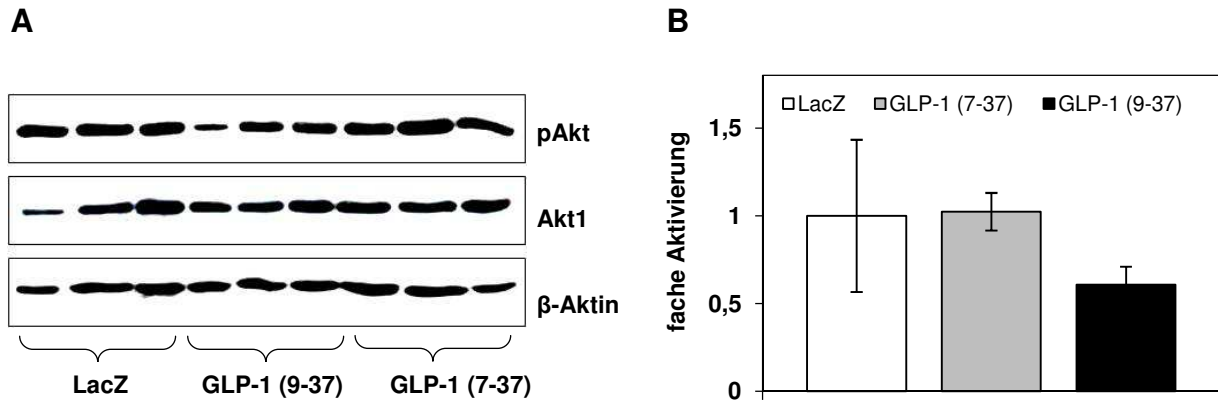 A
pAkt
Akt1
β-Aktin
LacZ GLP-1 (9-37) GLP-1 (7-37)
B
LacZ GLP-1 (7-37) GLP-1 (9-37)
fache Aktivierung
1,5
1
0,5
0